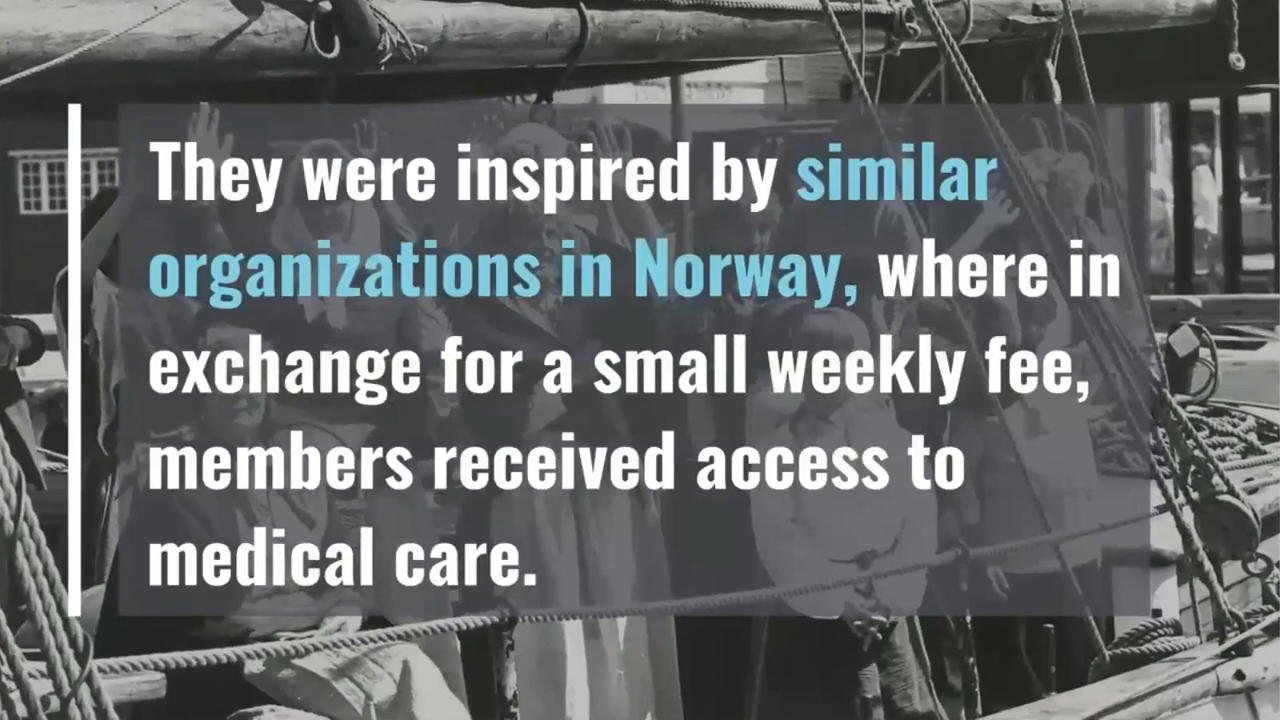 They were inspired by similar
organizations in Norway, where in
exchange for a small weekly fee,
members received access to
medical care.